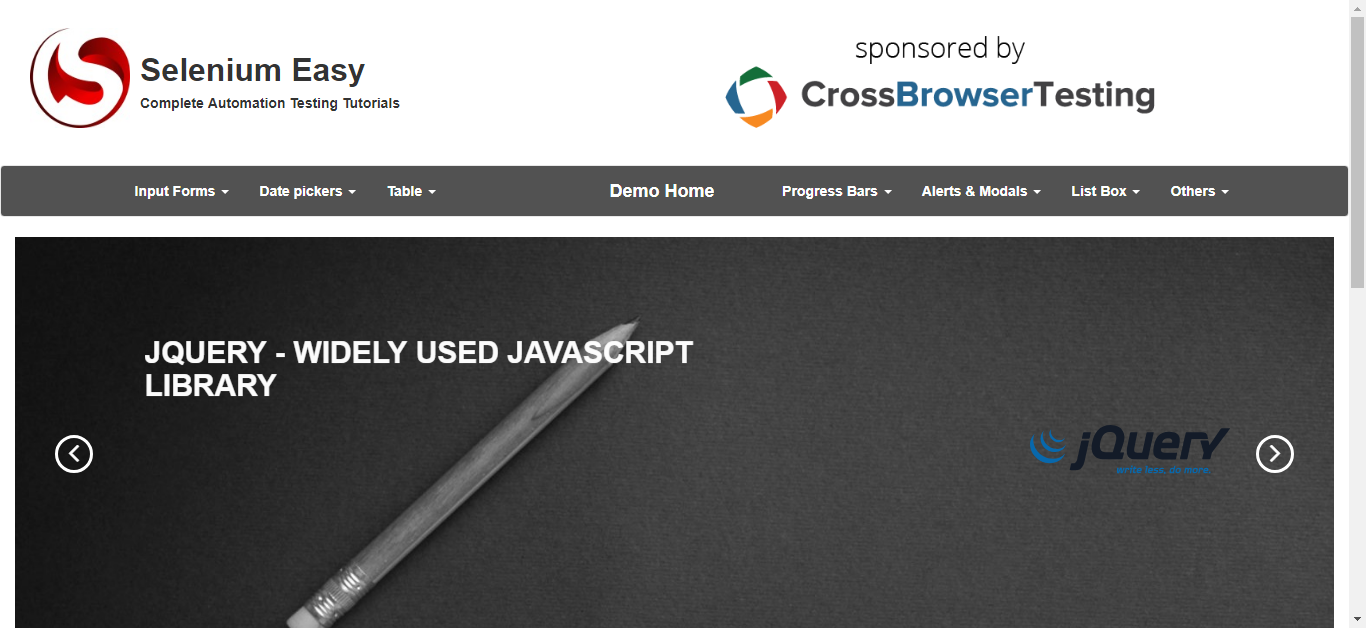 Selenium Easy
Complete Automation Testing Tutorials
sponsored by
CrossBrowserTesting
Input Forms Date pickers Table Demo Home Progress Bars Alerts & Modals List Box Others
JQUERY - WIDELY USED JAVASCRIPT
LIBRARY
jQuery
write less, do more.